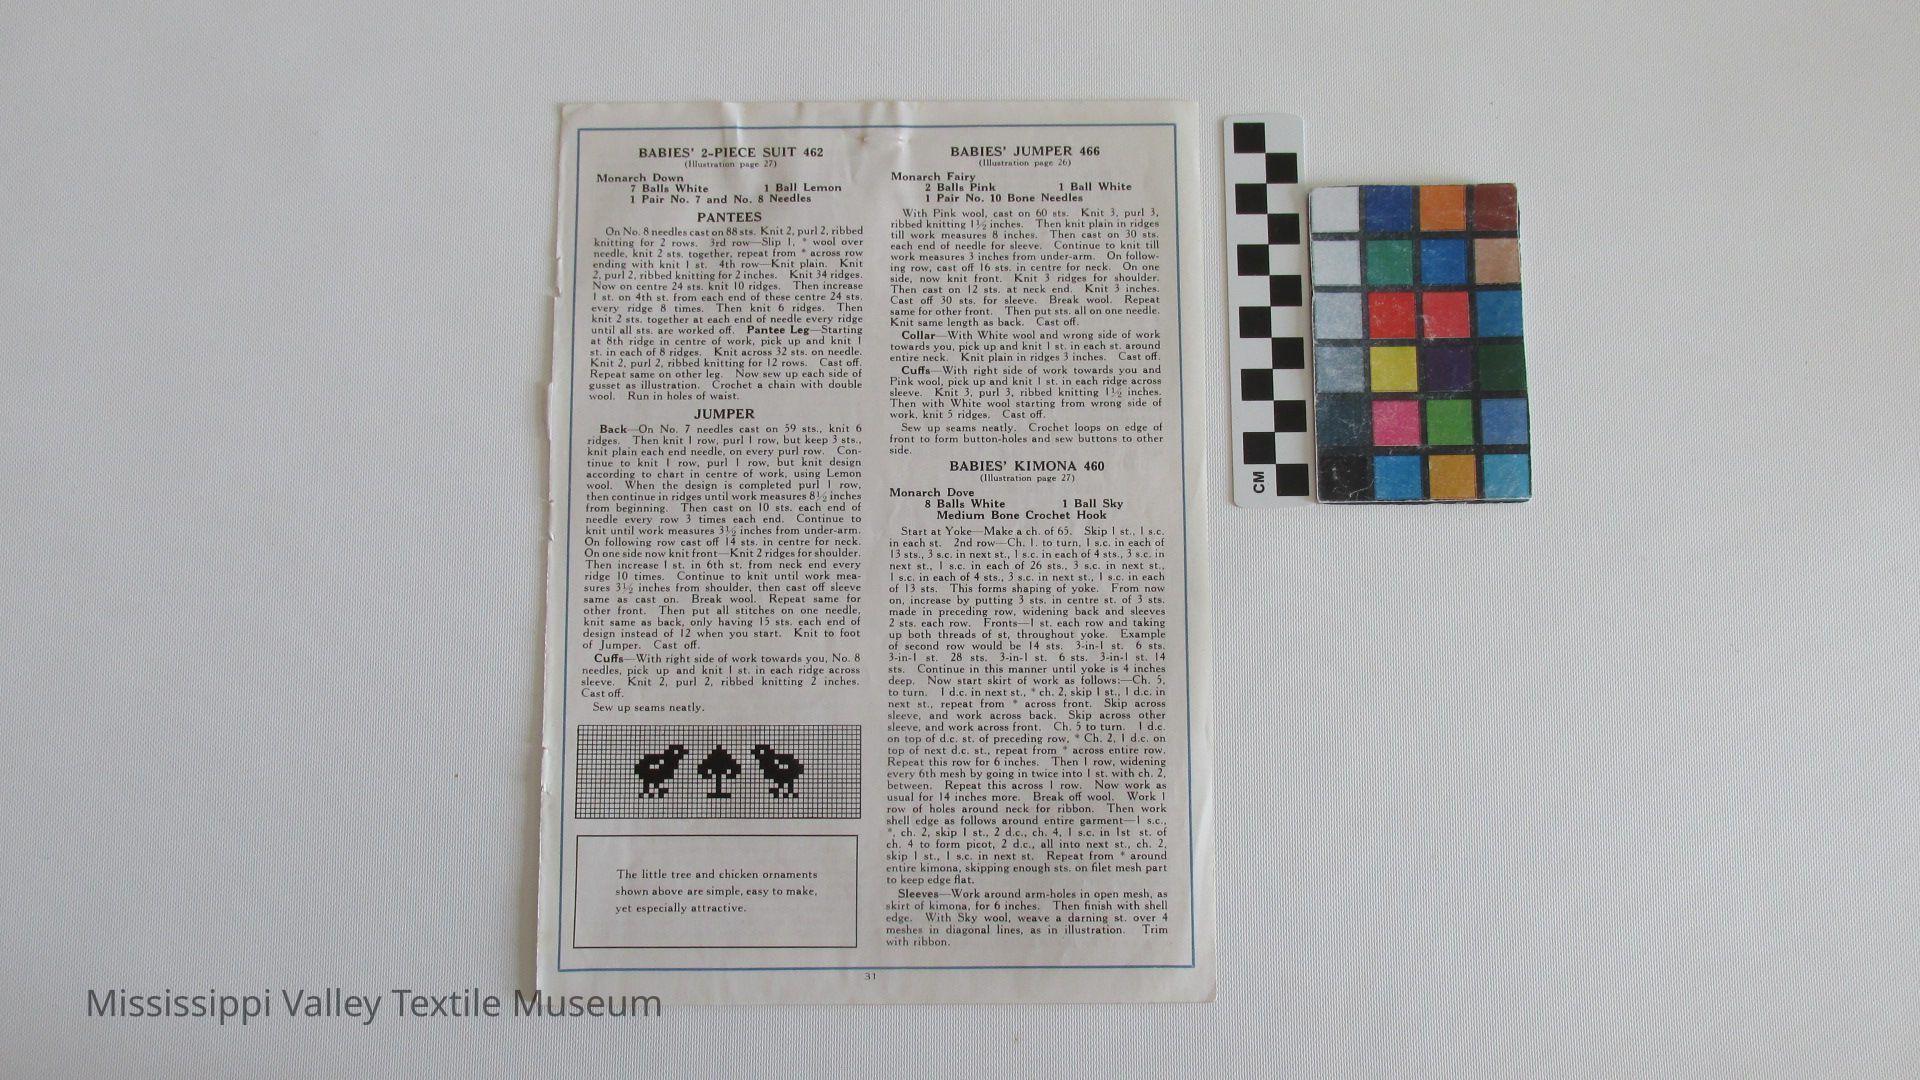 BABIES' 2-PIECE SUIT 462
(Illustration page 27)
Monarch Down
7 Balls White 1 Ball Lemon
1 Pair No. 7 and No. 8 Needles
PANTEES
On No. 8 needles cast on 88 sts. Knit 2, purl 2, ribbed
knitting for 2 rows. 3rd row—Slip 1, * wool over
needle, knit 2 sts. together, repeat from * across row
ending with knit 1 st. 4th row—Knit plain. Knit
2, purl 2, ribbed knitting for 2 inches. Knit 34 ridges.
Now on centre 24 sts. knit 10 ridges. Then increase
1 st. on 4th st. from each end of these centre 24 sts.
every ridge 8 times. Then knit 6 ridges. Then
knit 2 sts. together at each end of needle every ridge
until all sts. are worked off. Pantee Leg—Starting
at 8th ridge in centre of work, pick up and knit 1
st. in each of 8 ridges. Knit across 32 sts. on needle.
Knit 2, purl 2, ribbed knitting for 12 rows. Cast off.
Repeat same on other leg. Now sew up each side of
gusset as illustration. Crochet a chain with double
wool. Run in holes of waist.
JUMPER
Back—On No. 7 needles cast on 59 sts., knit 6
ridges. Then knit 1 row, purl 1 row, but keep 3 sts.,
knit plain each end needle, on every purl row. Con-
tinue to knit 1 row, purl 1 row, but knit design
according to chart in centre of work, using Lemon
wool. When the design is completed purl 1 row,
then continue in ridges until work measures 8½ inches
from beginning. Then cast on 10 sts. each end of
needle every row 3 times each end. Continue to
knit until work measures 3½ inches from under-arm.
On following row cast off 14 sts. in centre for neck.
On one side now knit front—Knit 2 ridges for shoulder.
Then increase 1 st. in 6th st. from neck end every
ridge 10 times. Continue to knit until work mea-
sures 3½ inches from shoulder, then cast off sleeve
same as cast on. Break wool. Repeat same for
other front. Then put all stitches on one needle,
knit same as back, only having 15 sts. each end of
design instead of 12 when you start. Knit to foot
of Jumper. Cast off.
Cuffs—With right side of work towards you, No. 8
needles, pick up and knit 1 st. in each ridge across
sleeve. Knit 2, purl 2, ribbed knitting 2 inches.
Cast off.
Sew up seams neatly.
The little tree and chicken ornaments
shown above are simple, easy to make,
yet especially attractive.
BABIES' JUMPER 466
(Illustration page 26)
Monarch Fairy
2 Balls Pink 1 Ball White
1 Pair No. 10 Bone Needles
With Pink wool, cast on 60 sts. Knit 3, purl 3,
ribbed knitting 1½ inches. Then knit plain in ridges
till work measures 8 inches. Then cast on 30 sts.
each end of needle for sleeve. Continue to knit till
work measures 3 inches from under-arm. On follow-
ing row, cast off 16 sts. in centre for neck. On one
side, now knit front. Knit 3 ridges for shoulder.
Then cast on 12 sts. at neck end. Knit 3 inches.
Cast off 30 sts. for sleeve. Break wool. Repeat
same for other front. Then put sts. all on one needle.
Knit same length as back. Cast off.
Collar—With White wool and wrong side of work
towards you, pick up and knit 1 st. in each st. around
entire neck. Knit plain in ridges 3 inches. Cast off.
Cuffs—With right side of work towards you and
Pink wool, pick up and knit 1 st. in each ridge across
sleeve. Knit 3, purl 3, ribbed knitting 1½ inches.
Then with White wool starting from wrong side of
work, knit 5 ridges. Cast off.
Sew up seams neatly. Crochet loops on edge of
front to form button-holes and sew buttons to other
side.
BABIES' KIMONA 460
(Illustration page 27)
Monarch Dove
8 Balls White 1 Ball Sky
Medium Bone Crochet Hook
Start at Yoke—Make a ch. of 65. Skip 1 st., 1 s.c.
in each st. 2nd row—Ch. 1. to turn, 1 s.c. in each of
13 sts., 3 s.c. in next st., 1 s.c. in each of 4 sts., 3 s.c. in
next st., 1 s.c. in each of 26 sts., 3 s.c. in next st.,
1 s.c. in each of 4 sts., 3 s.c. in next st., 1 s.c. in each
of 13 sts. This forms shaping of yoke. From now
on, increase by putting 3 sts. in centre st. of 3 sts.
made in preceding row, widening back and sleeves
2 sts. each row. Fronts—1 st. each row and taking
up both threads of st, throughout yoke. Example
of second row would be 14 sts. 3-in-1 st. 6 sts.
3-in-1 st. 28 sts. 3-in-1 st. 6 sts. 3-in-1 st. 14
sts. Continue in this manner until yoke is 4 inches
deep. Now start skirt of work as follows:—Ch. 5,
to turn. 1 d.c. in next st., * ch. 2, skip 1 st., 1 d.c. in
next st., repeat from * across front. Skip across
sleeve, and work across back. Skip across other
sleeve, and work across front. Ch. 5 to turn. 1 d.c.
on top of d.c. st. of preceding row, * Ch. 2, 1 d.c. on
top of next d.c. st., repeat from * across entire row.
Repeat this row for 6 inches. Then 1 row, widening
every 6th mesh by going in twice into 1 st. with ch. 2,
between. Repeat this across 1 row. Now work as
usual for 14 inches more. Break off wool. Work 1
row of holes around neck for ribbon. Then work
shell edge as follows around entire garment—1 s.c.,
*, ch. 2, skip 1 st., 2 d.c., ch. 4, 1 s.c. in 1st st. of
ch. 4 to form picot, 2 d.c., all into next st., ch. 2,
skip 1 st., 1 s.c. in next st. Repeat from * around
entire kimona, skipping enough sts. on filet mesh part
to keep edge flat.
Sleeves—Work around arm-holes in open mesh, as
skirt of kimona, for 6 inches. Then finish with shell
edge. With Sky wool, weave a darning st. over 4
meshes in diagonal lines, as in illustration. Trim
with ribbon.
31
CM
Mississippi Valley Textile Museum